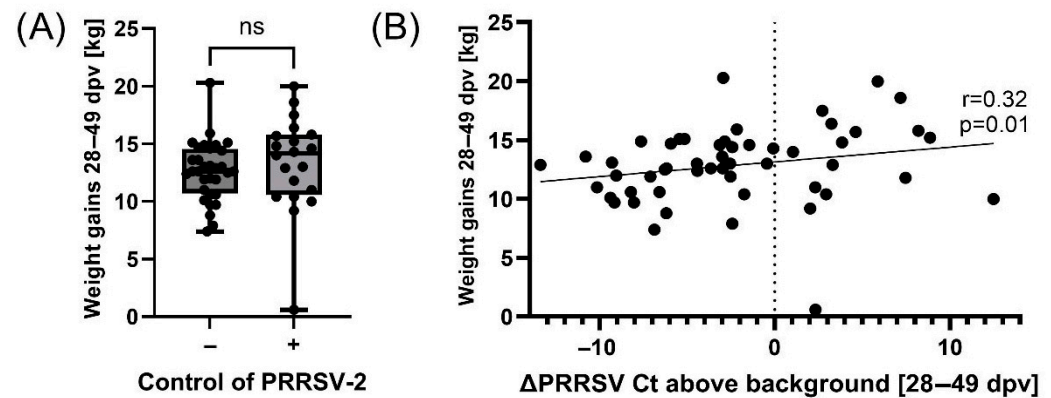 (A)
Weight gains 28–49 dpv [kg]
25
20
15
10
5
0
ns
–
+
Control of PRRSV-2
(B)
Weight gains 28–49 dpv [kg]
25
20
15
10
5
0
r=0.32
p=0.01
–10
0
10
ΔPRRSV Ct above background [28–49 dpv]